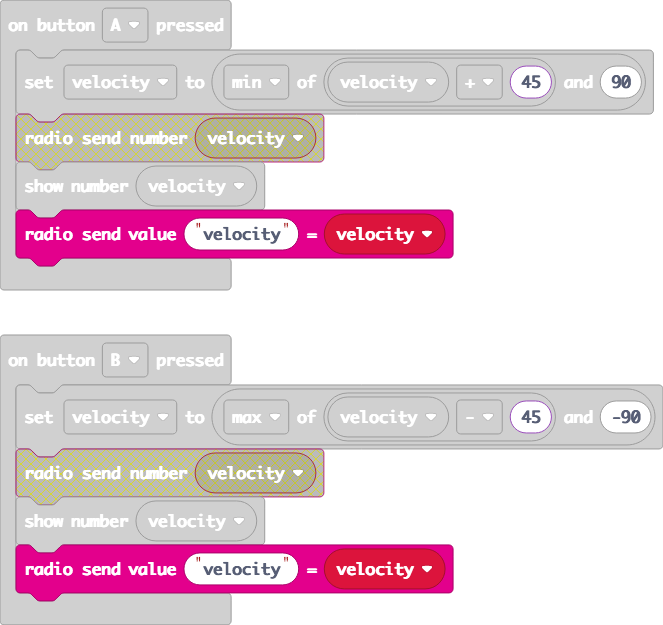 on button A pressed
set velocity to min of velocity + 45 and 90
radio send number velocity
show number velocity
radio send value "velocity" = velocity
on button B pressed
set velocity to max of velocity - 45 and -90
radio send number velocity
show number velocity
radio send value "velocity" = velocity